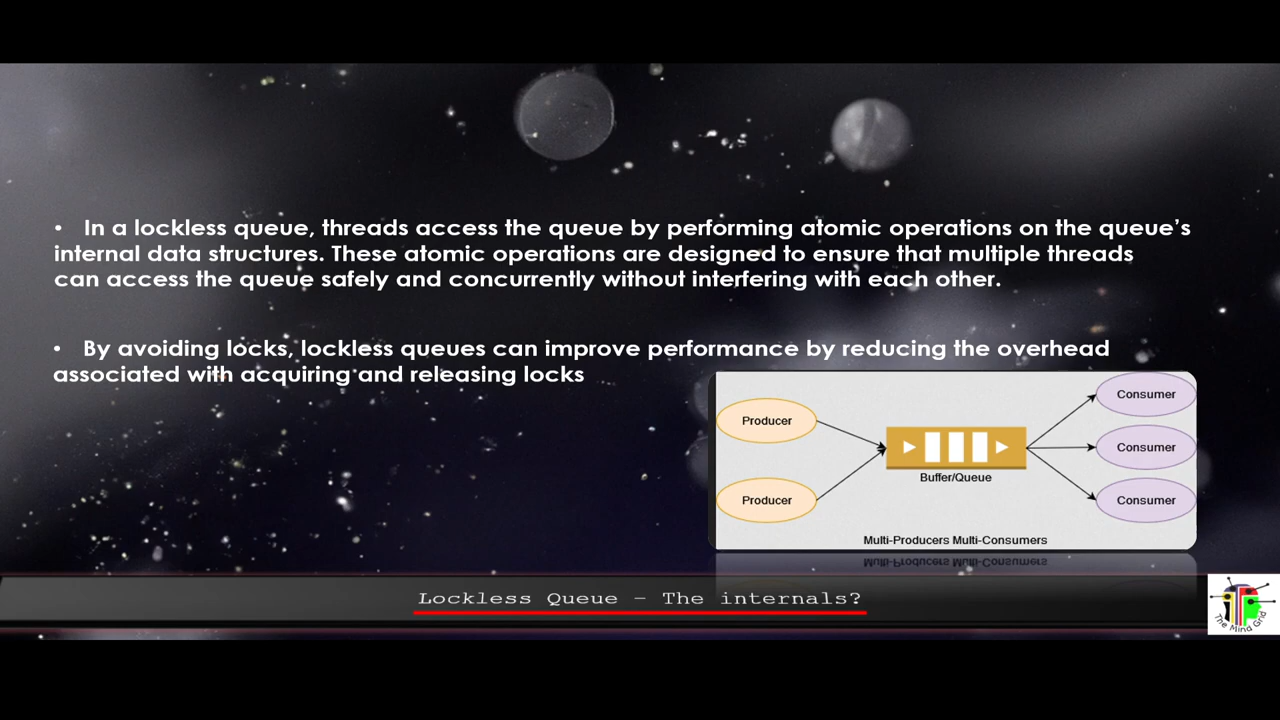 • In a lockless queue, threads access the queue by performing atomic operations on the queue’s
internal data structures. These atomic operations are designed to ensure that multiple threads
can access the queue safely and concurrently without interfering with each other.
• By avoiding locks, lockless queues can improve performance by reducing the overhead
associated with acquiring and releasing locks
Producer
Producer
Buffer/Queue
Consumer
Consumer
Consumer
Multi-Producers Multi-Consumers
Lockless Queue - The internals?
The Mind Grid